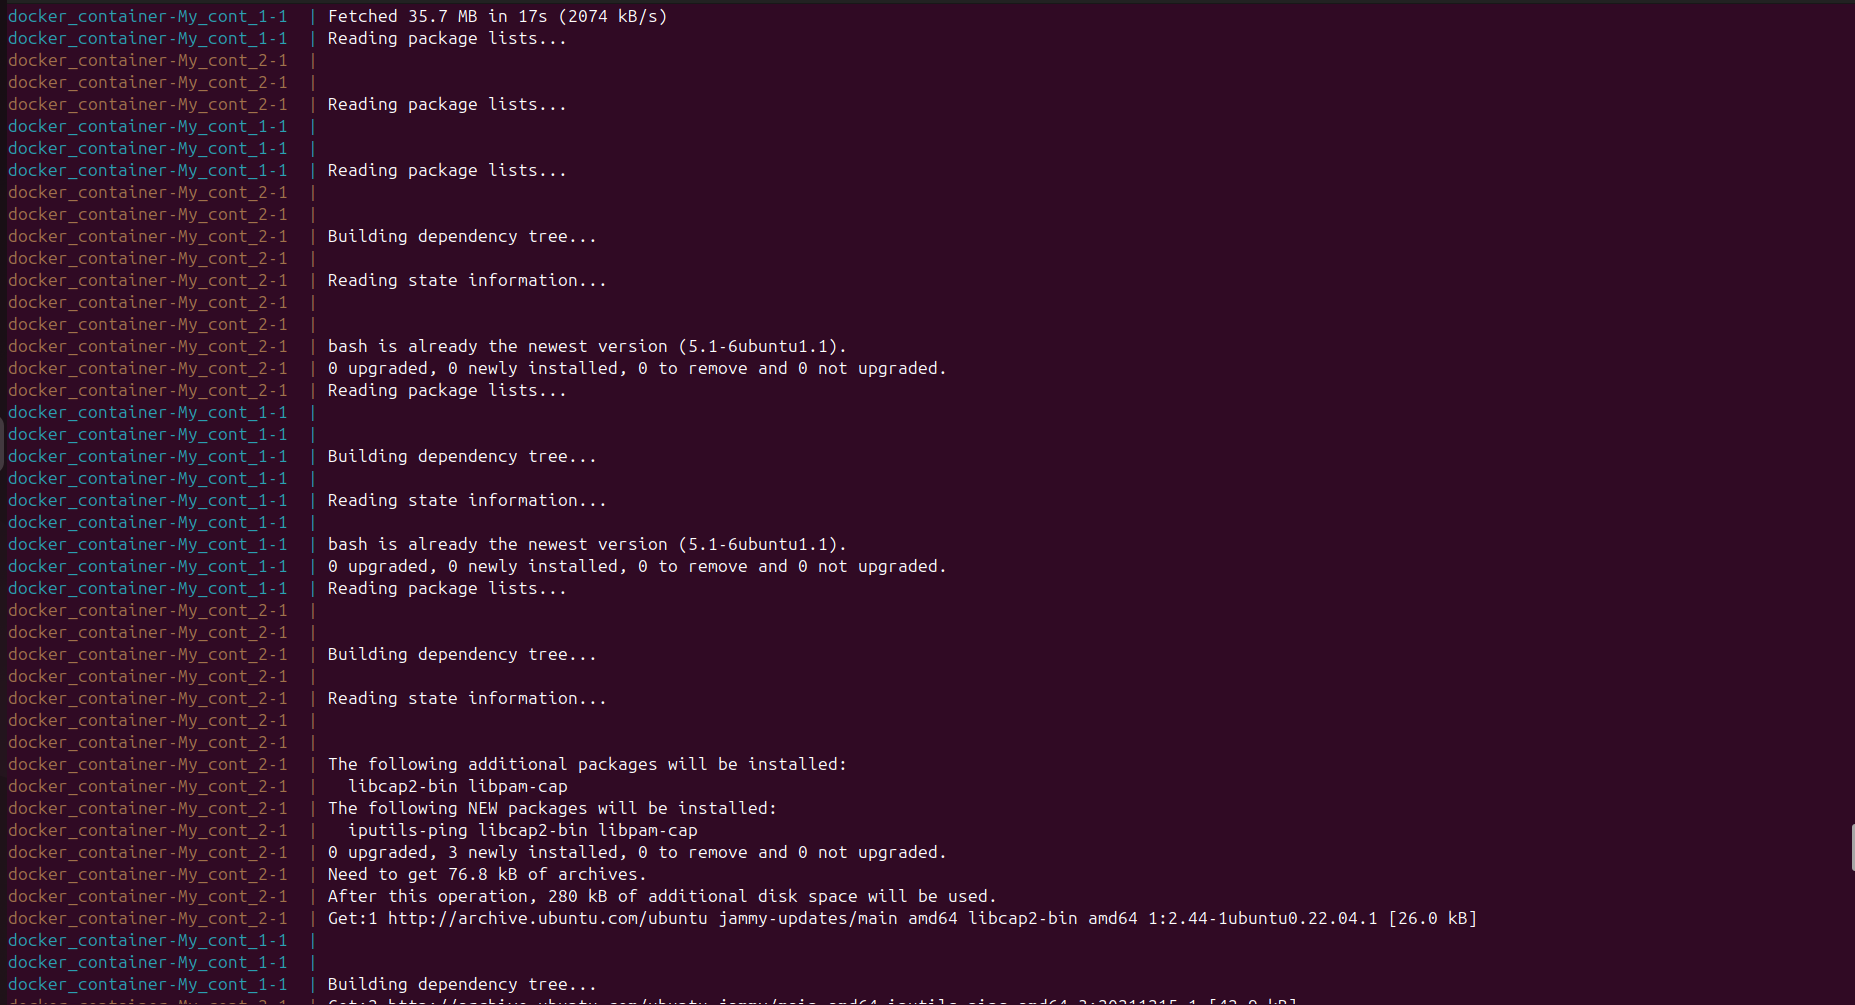 docker_container-My_cont_1-1  | Fetched 35.7 MB in 17s (2074 kB/s)
docker_container-My_cont_1-1  | Reading package lists...
docker_container-My_cont_2-1  |
docker_container-My_cont_2-1  |
docker_container-My_cont_2-1  | Reading package lists...
docker_container-My_cont_1-1  |
docker_container-My_cont_1-1  |
docker_container-My_cont_1-1  | Reading package lists...
docker_container-My_cont_2-1  |
docker_container-My_cont_2-1  |
docker_container-My_cont_2-1  | Building dependency tree...
docker_container-My_cont_2-1  |
docker_container-My_cont_2-1  | Reading state information...
docker_container-My_cont_2-1  |
docker_container-My_cont_2-1  |
docker_container-My_cont_2-1  | bash is already the newest version (5.1-6ubuntu1.1).
docker_container-My_cont_2-1  | 0 upgraded, 0 newly installed, 0 to remove and 0 not upgraded.
docker_container-My_cont_2-1  | Reading package lists...
docker_container-My_cont_1-1  |
docker_container-My_cont_1-1  |
docker_container-My_cont_1-1  | Building dependency tree...
docker_container-My_cont_1-1  |
docker_container-My_cont_1-1  | Reading state information...
docker_container-My_cont_1-1  |
docker_container-My_cont_1-1  | bash is already the newest version (5.1-6ubuntu1.1).
docker_container-My_cont_1-1  | 0 upgraded, 0 newly installed, 0 to remove and 0 not upgraded.
docker_container-My_cont_1-1  | Reading package lists...
docker_container-My_cont_2-1  |
docker_container-My_cont_2-1  |
docker_container-My_cont_2-1  | Building dependency tree...
docker_container-My_cont_2-1  |
docker_container-My_cont_2-1  | Reading state information...
docker_container-My_cont_2-1  |
docker_container-My_cont_2-1  |
docker_container-My_cont_2-1  | The following additional packages will be installed:
docker_container-My_cont_2-1  |   libcap2-bin libpam-cap
docker_container-My_cont_2-1  | The following NEW packages will be installed:
docker_container-My_cont_2-1  |   iputils-ping libcap2-bin libpam-cap
docker_container-My_cont_2-1  | 0 upgraded, 3 newly installed, 0 to remove and 0 not upgraded.
docker_container-My_cont_2-1  | Need to get 76.8 kB of archives.
docker_container-My_cont_2-1  | After this operation, 280 kB of additional disk space will be used.
docker_container-My_cont_2-1  | Get:1 http://archive.ubuntu.com/ubuntu jammy-updates/main amd64 libcap2-bin amd64 1:2.44-1ubuntu0.22.04.1 [26.0 kB]
docker_container-My_cont_1-1  |
docker_container-My_cont_1-1  |
docker_container-My_cont_1-1  | Building dependency tree...